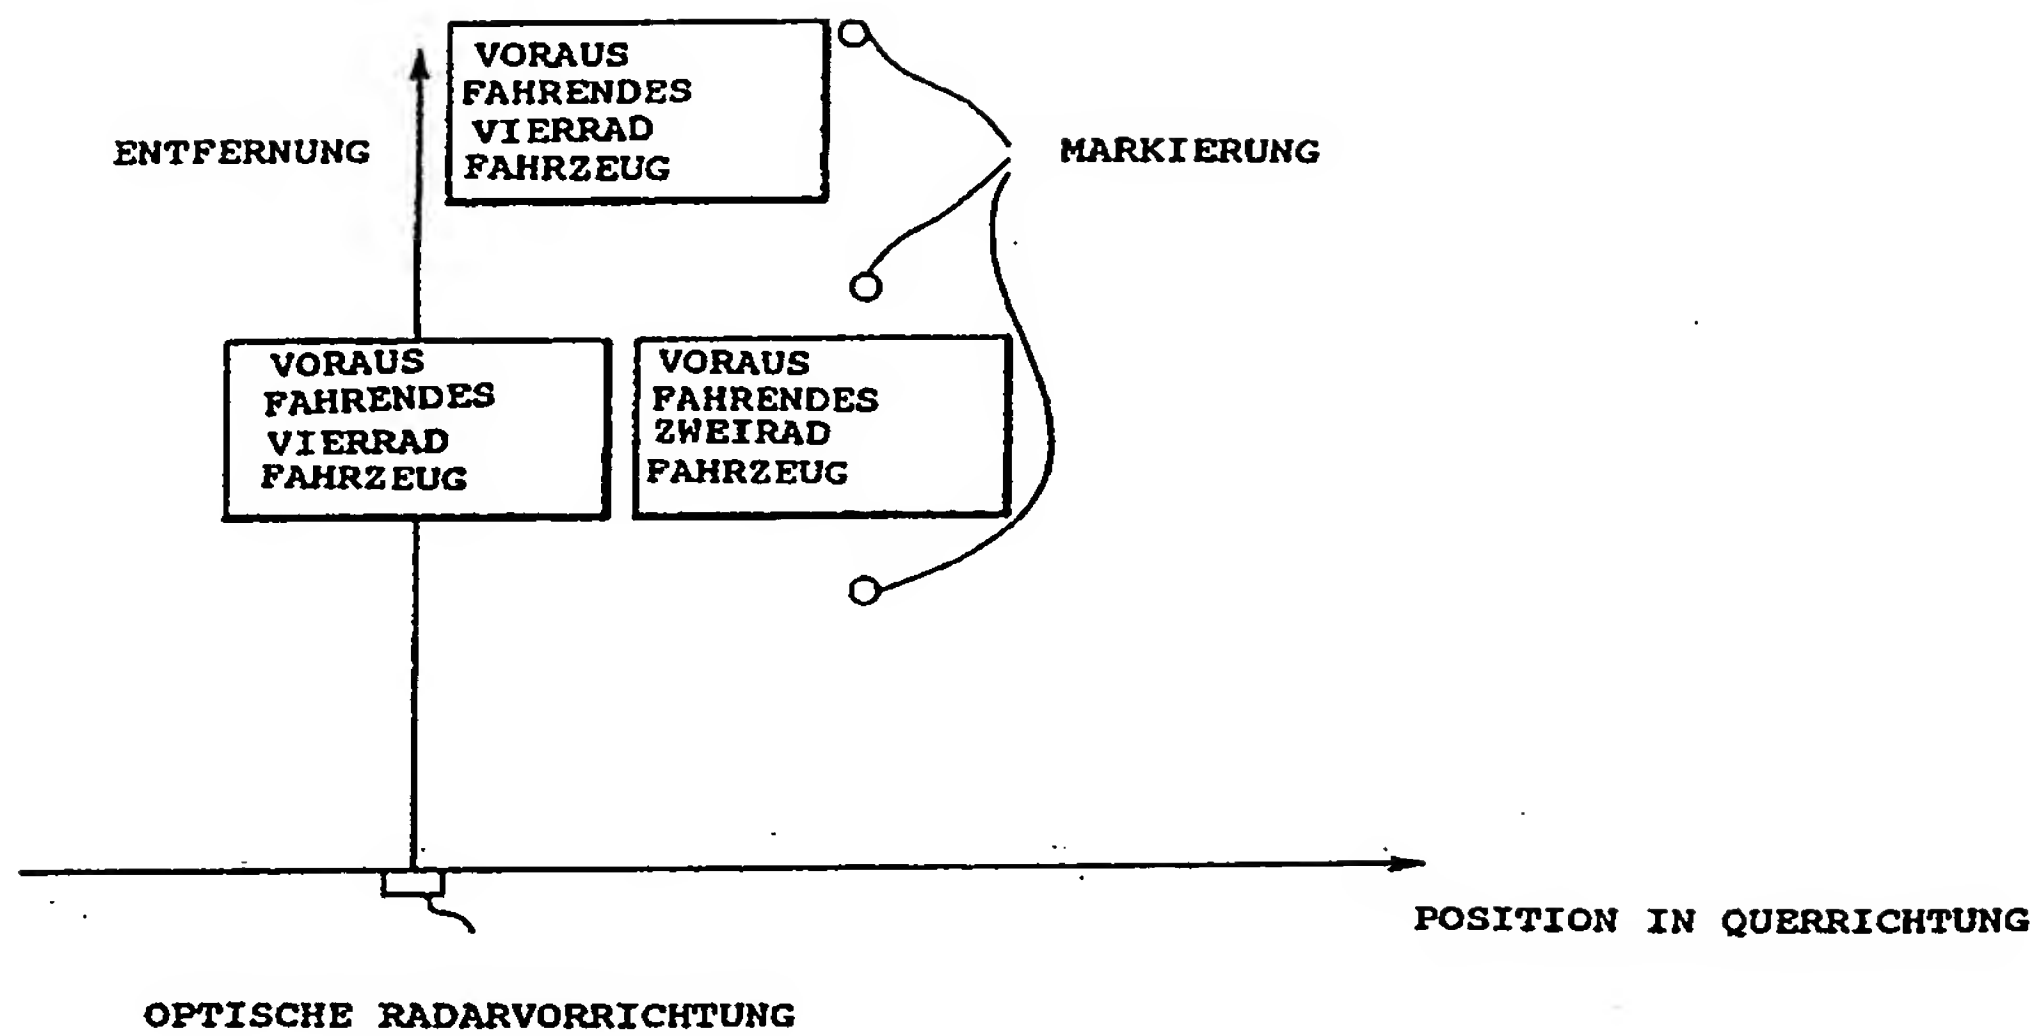 VORAUS
FAHRENDES
VIERRAD
FAHRZEUG
ENTFERNUNG
MARKIERUNG
VORAUS
FAHRENDES
VIERRAD
FAHRZEUG
VORAUS
FAHRENDES
ZWEIRAD
FAHRZEUG
POSITION IN QUERRICHTUNG
OPTISCHE RADARVORRICHTUNG